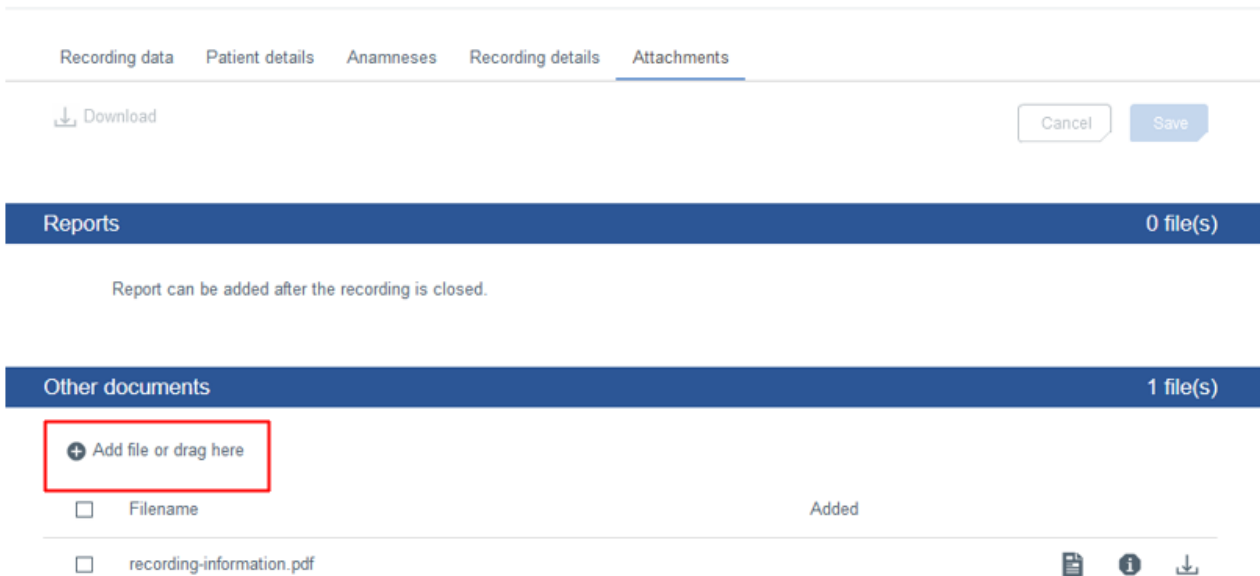 Recording data Patient details Anamneses Recording details Attachments
Download Cancel Save
Reports 0 file(s)
Report can be added after the recording is closed.
Other documents 1 file(s)
Add file or drag here
Filename Added
recording-information.pdf